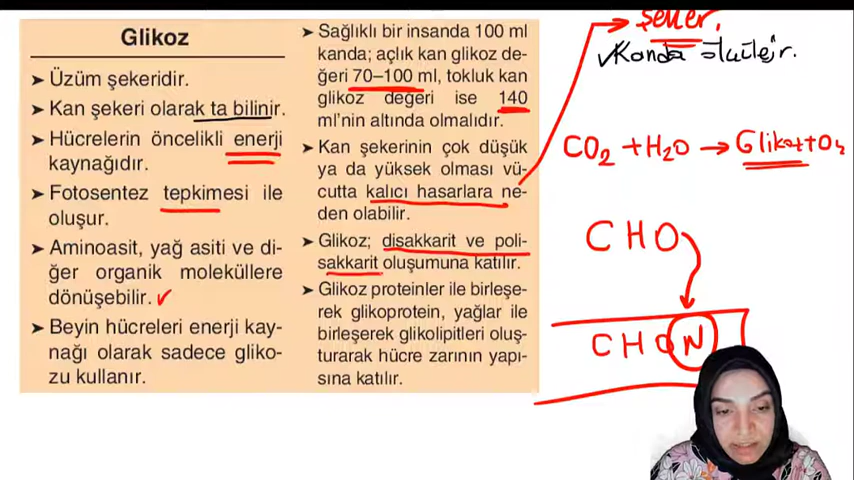 Glikoz
➤ Üzüm şekeridir.
➤ Kan şekeri olarak ta bilinir.
➤ Hücrelerin öncelikli enerji
kaynağıdır.
➤ Fotosentez tepkimesi ile
oluşur.
➤ Aminoasit, yağ asiti ve di-
ğer organik moleküllere
dönüşebilir. ✓
➤ Beyin hücreleri enerji kay-
nağı olarak sadece gliko-
zu kullanır.
➤ Sağlıklı bir insanda 100 ml
kanda; açlık kan glikoz de-
ğeri 70–100 ml, tokluk kan
glikoz değeri ise 140
ml'nin altında olmalıdır.
➤ Kan şekerinin çok düşük
ya da yüksek olması vü-
cutta kalıcı hasarlara ne-
den olabilir.
➤ Glikoz; disakkarit ve poli-
sakkarit oluşumuna katılır.
➤ Glikoz proteinler ile birleşe-
rek glikoprotein, yağlar ile
birleşerek glikolipitleri oluş-
turarak hücre zarının yapı-
sına katılır.
şeker.
✓Kanda ölçülür.
CO₂ + H₂O → Glikoz + O₂
CHO
CHON